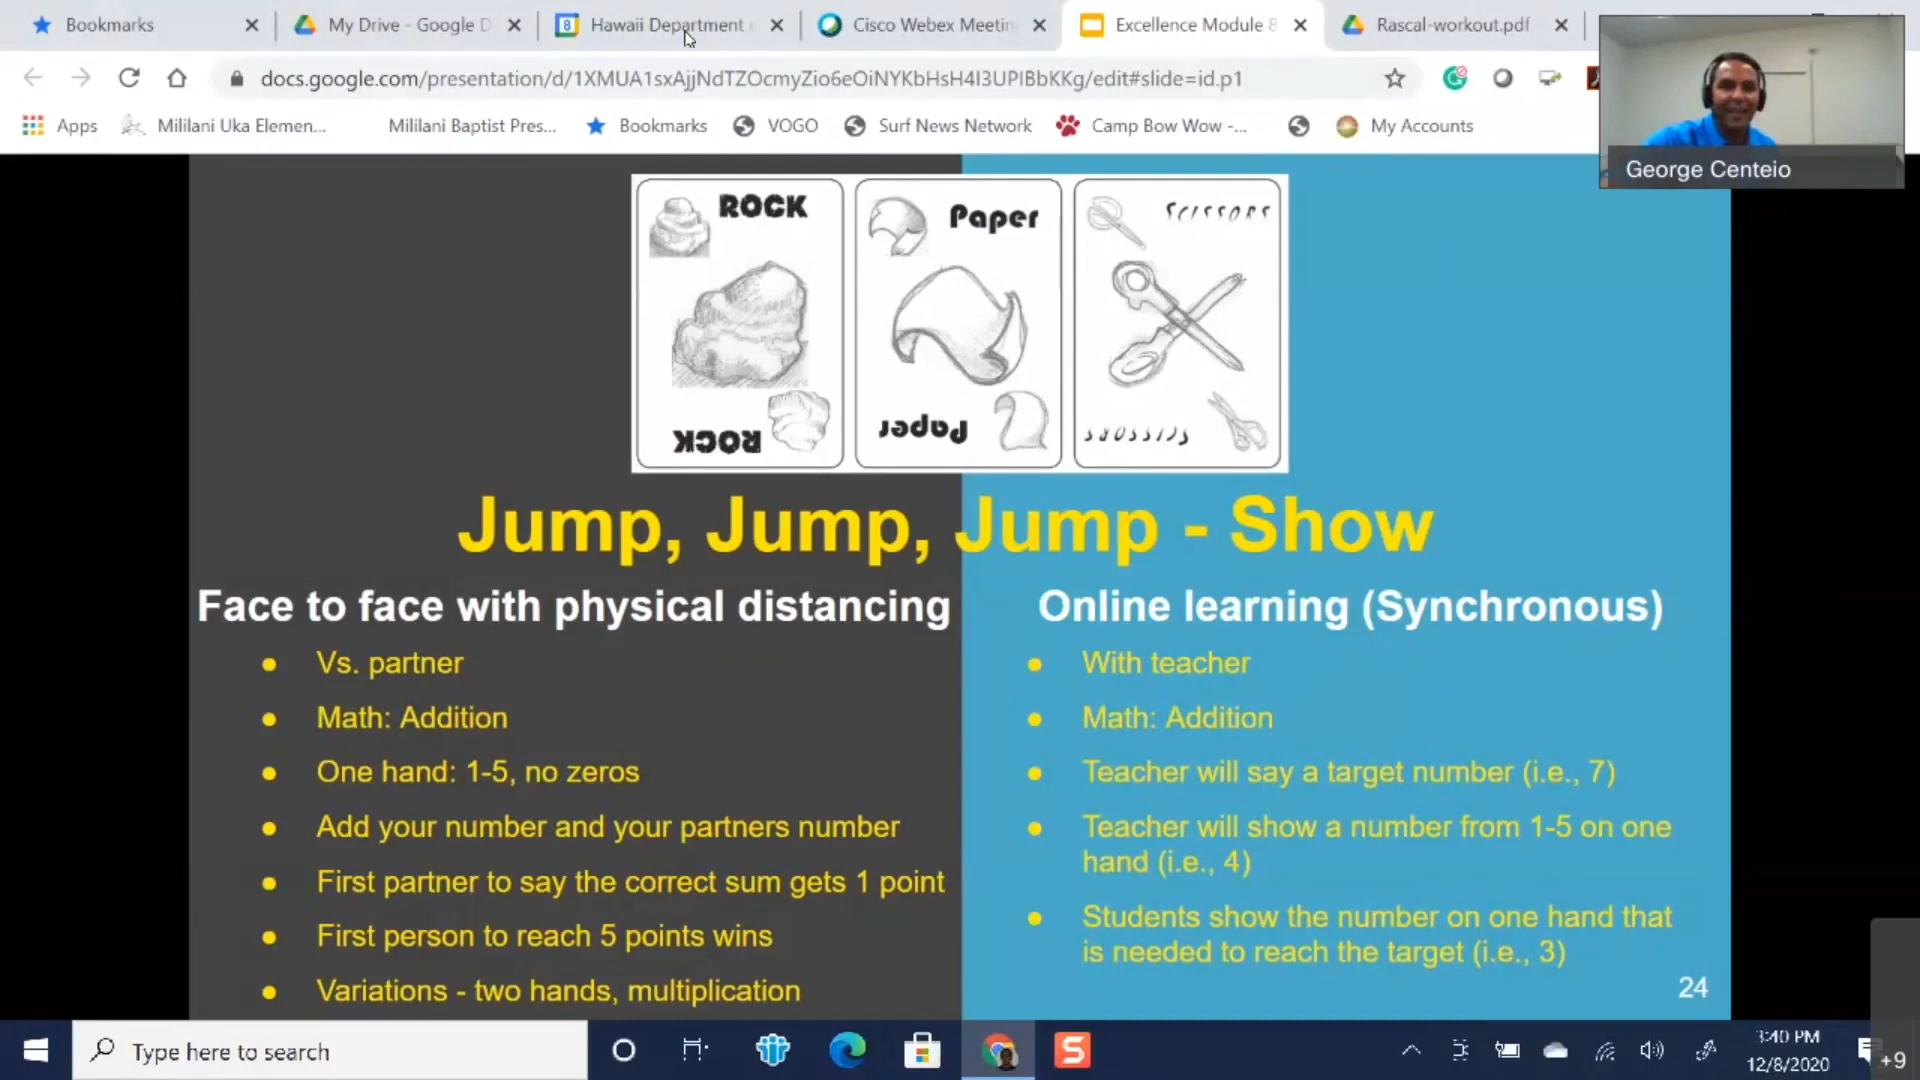 Bookmarks
My Drive - Google D
Hawaii Department
Cisco Webex Meetin
Excellence Module 8
Rascal-workout.pdf
docs.google.com/presentation/d/1XMUA1sxAjjNdTZOcmyZio6eOiNYKbHsH4I3UPIBbKKg/edit#slide=id.p1
Apps
Mililani Uka Elemen...
Mililani Baptist Pres...
Bookmarks
VOGO
Surf News Network
Camp Bow Wow -...
My Accounts
George Centeio
ROCK
ROCK
Paper
Paper
SCISSORS
SCISSORS
Jump, Jump, Jump - Show
Face to face with physical distancing
● Vs. partner
● Math: Addition
● One hand: 1-5, no zeros
● Add your number and your partners number
● First partner to say the correct sum gets 1 point
● First person to reach 5 points wins
● Variations - two hands, multiplication
Online learning (Synchronous)
● With teacher
● Math: Addition
● Teacher will say a target number (i.e., 7)
● Teacher will show a number from 1-5 on one
hand (i.e., 4)
● Students show the number on one hand that
is needed to reach the target (i.e., 3)
24
Type here to search
3:40 PM
12/8/2020
+9